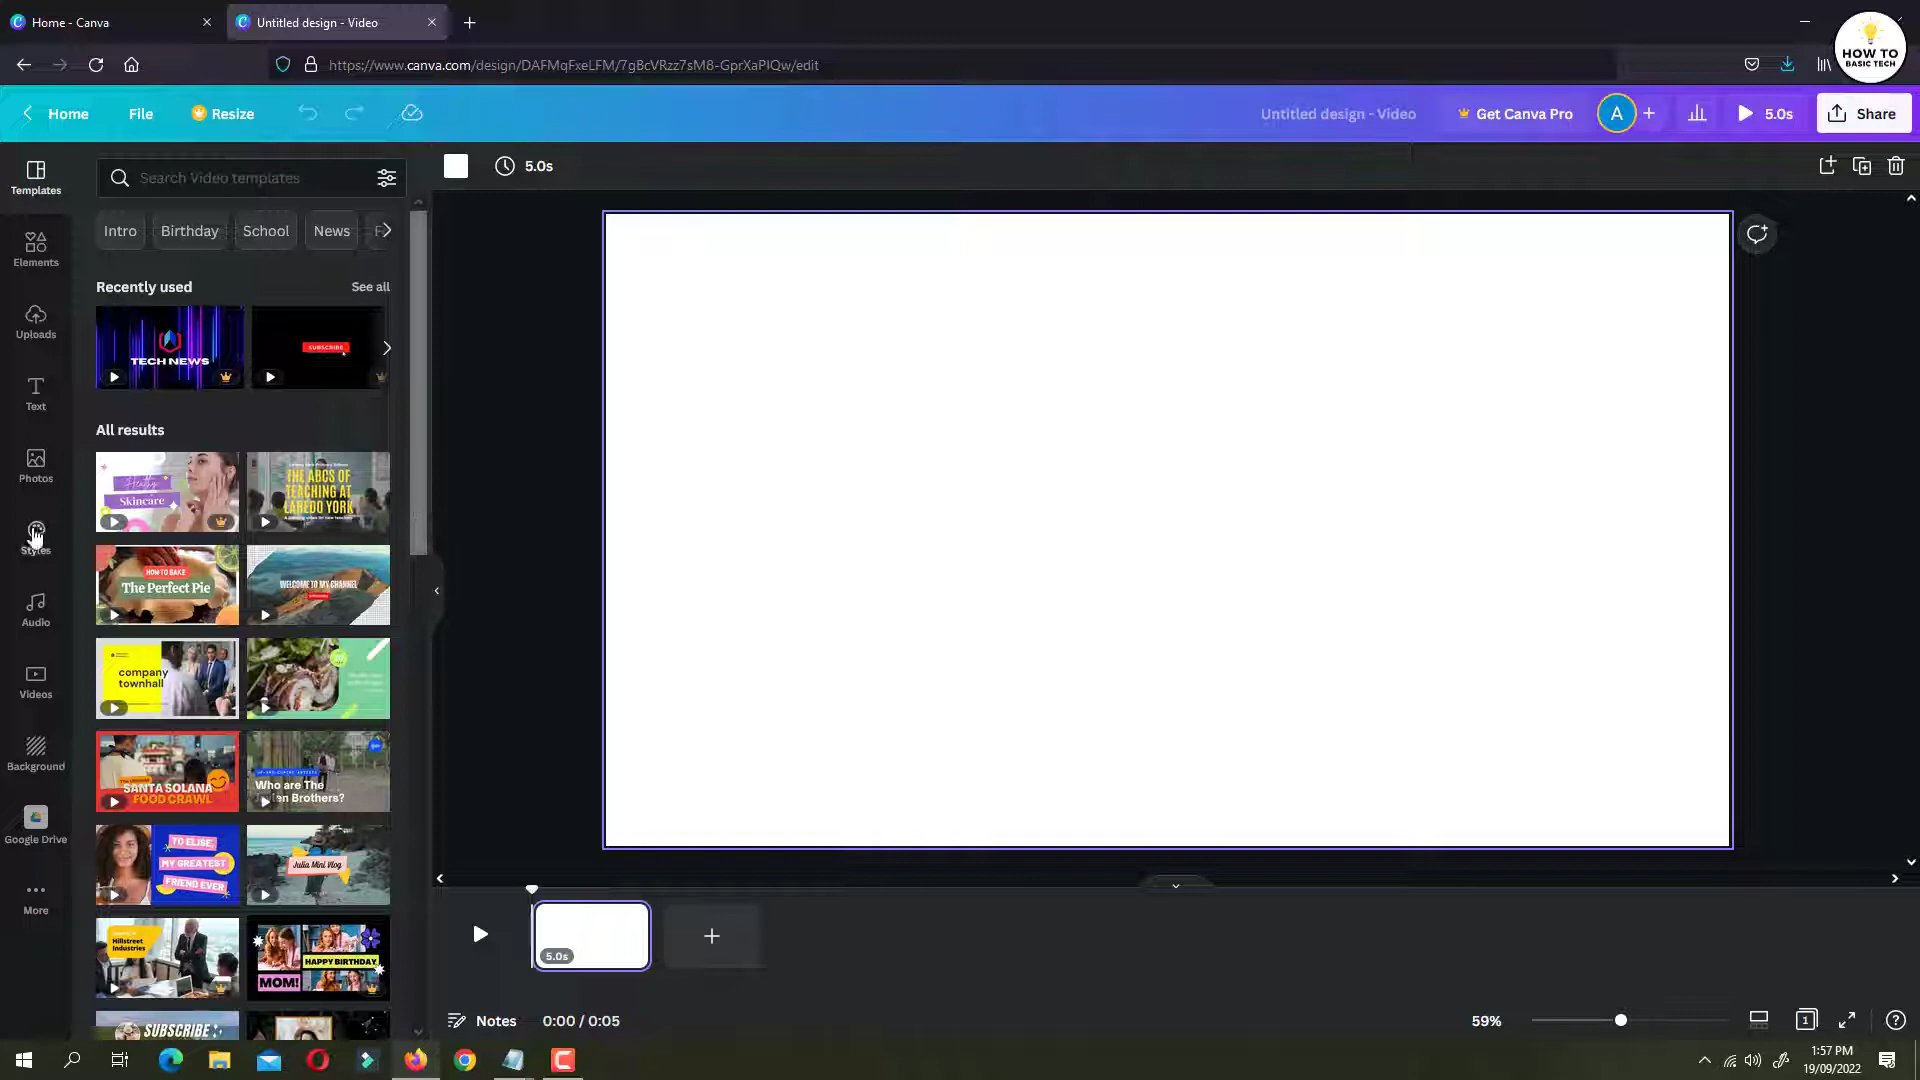 Home - Canva
Untitled design - Video
https://www.canva.com/design/DAFMqFxeLFM/7gBcVRzz7sM8-GprXaPIQw/edit
HOW TO
BASIC TECH
Home
File
Resize
Untitled design - Video
Get Canva Pro
A
5.0s
Share
Templates
Elements
Uploads
Text
Photos
Styles
Audio
Videos
Background
Google Drive
More
Search Video templates
Intro
Birthday
School
News
Recently used
See all
TECH NEWS
SUBSCRIBE
All results
Healthy
Skincare
THE ABCS OF
TEACHING AT
LAREDO YORK
HOW TO BAKE
The Perfect Pie
WELCOME TO MY CHANNEL
company
townhall
SANTA SOLANA
FOOD CRAWL
Who are The
TO ELISE,
MY GREATEST
FRIEND EVER
Julia Mini Vlog
Hillstreet
Industries
HAPPY BIRTHDAY,
MOM!
SUBSCRIBE
5.0s
5.0s
Notes
0:00 / 0:05
59%
1
1:57 PM
19/09/2022